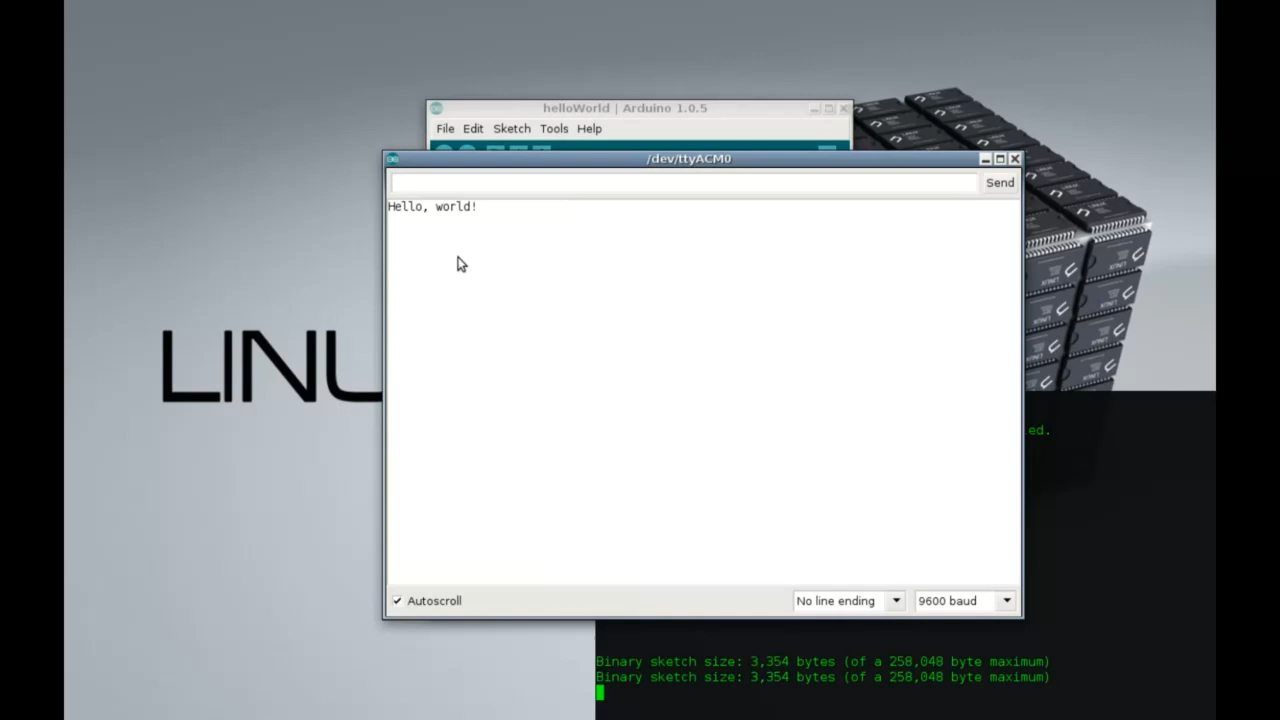 helloWorld | Arduino 1.0.5
File Edit Sketch Tools Help
/dev/ttyACM0
Send
Hello, world!
LINU
ed.
Autoscroll
No line ending
9600 baud
Binary sketch size: 3,354 bytes (of a 258,048 byte maximum)
Binary sketch size: 3,354 bytes (of a 258,048 byte maximum)